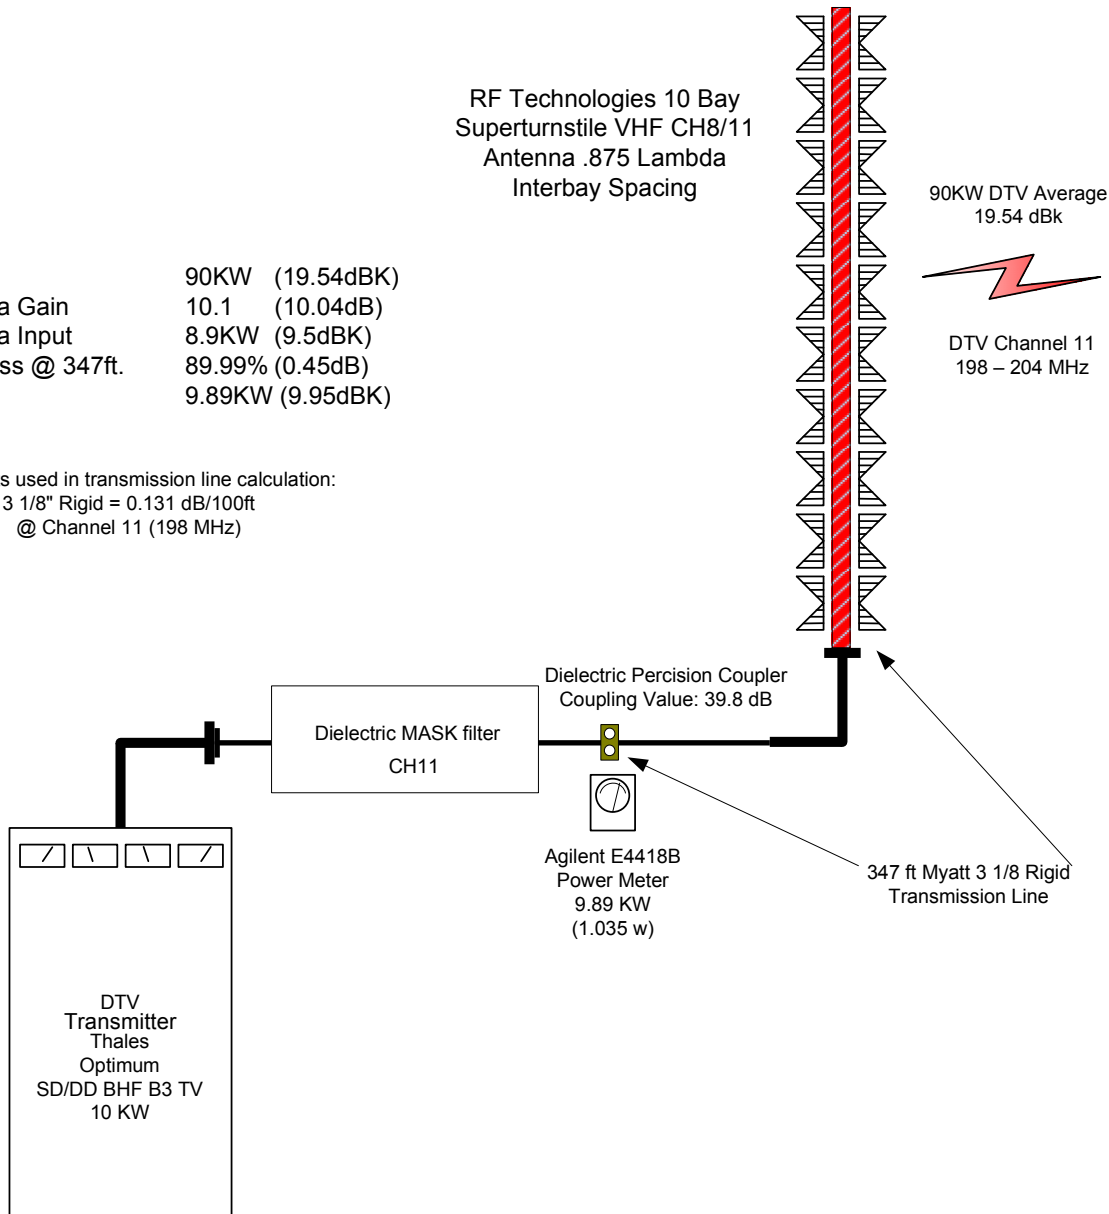 RF Technologies 10 Bay
Superturnstile VHF CH8/11
Antenna .875 Lambda
Interbay Spacing
90KW DTV Average
19.54 dBk
DTV Channel 11
198 – 204 MHz
90KW (19.54dBK)
a Gain 10.1 (10.04dB)
a Input 8.9KW (9.5dBK)
ss @ 347ft. 89.99% (0.45dB)
9.89KW (9.95dBK)
rs used in transmission line calculation:
3 1/8" Rigid = 0.131 dB/100ft
@ Channel 11 (198 MHz)
Dielectric Percision Coupler
Coupling Value: 39.8 dB
Dielectric MASK filter
CH11
Agilent E4418B
Power Meter
9.89 KW
(1.035 w)
347 ft Myatt 3 1/8 Rigid
Transmission Line
DTV
Transmitter
Thales
Optimum
SD/DD BHF B3 TV
10 KW